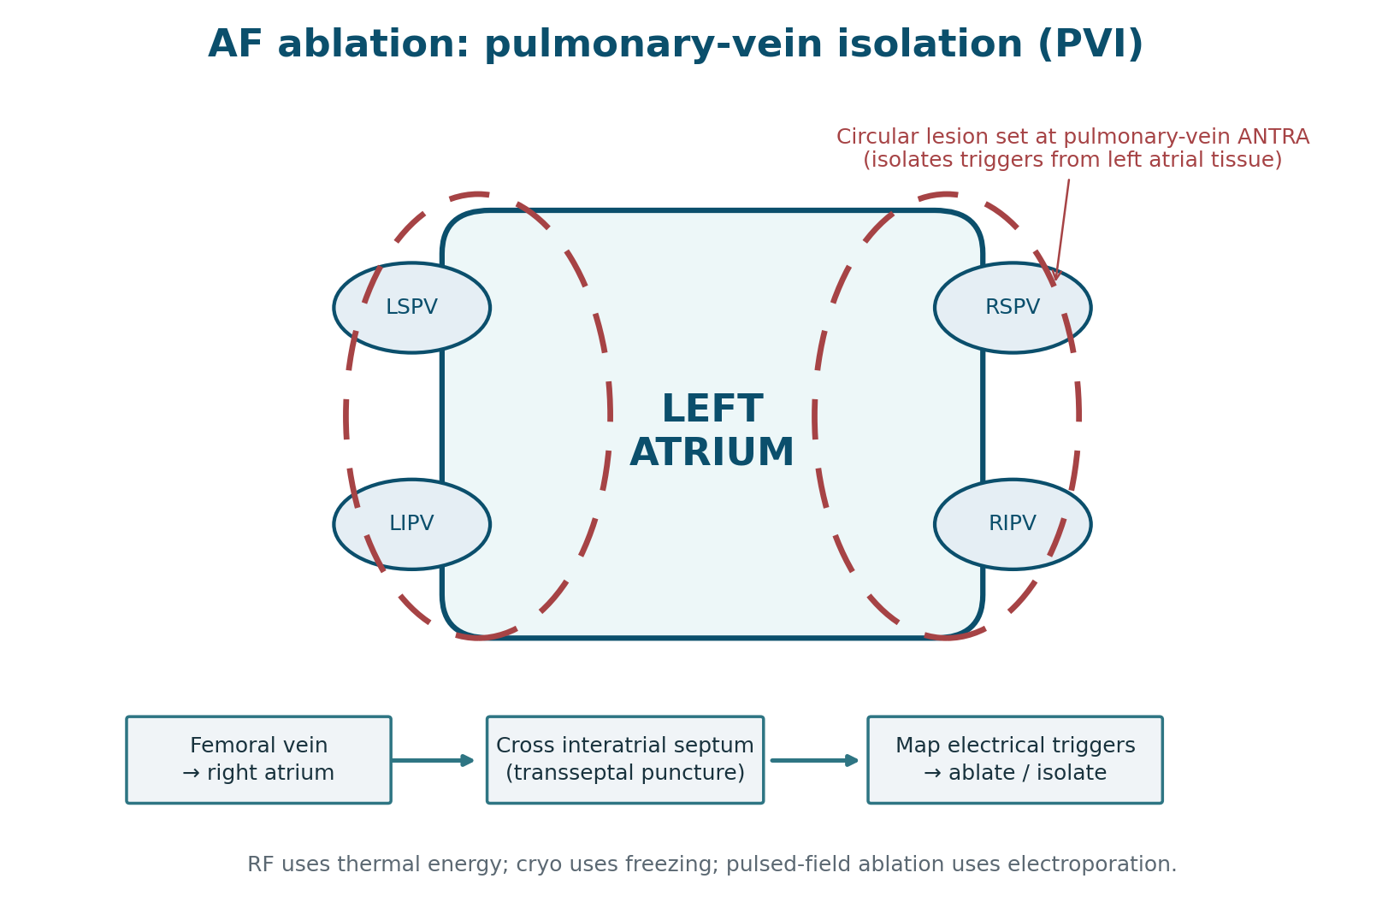 AF ablation: pulmonary-vein isolation (PVI)
Circular lesion set at pulmonary-vein ANTRA
(isolates triggers from left atrial tissue)
LSPV
RSPV
LEFT
ATRIUM
LIPV
RIPV
Femoral vein
→ right atrium
Cross interatrial septum
(transseptal puncture)
Map electrical triggers
→ ablate / isolate
RF uses thermal energy; cryo uses freezing; pulsed-field ablation uses electroporation.